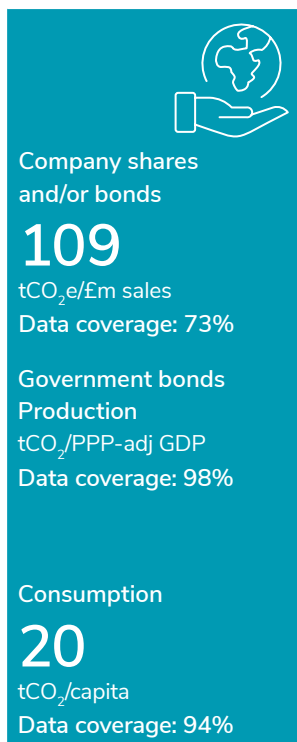 Company shares
and/or bonds
109
tCO₂e/£m sales
Data coverage: 73%
Government bonds
Production
tCO₂/PPP-adj GDP
Data coverage: 98%
Consumption
20
tCO₂/capita
Data coverage: 94%